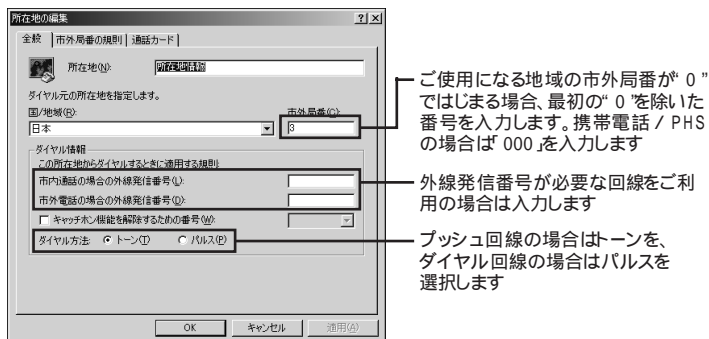 所在地の編集
全般 市外局番の規則 通話カード
所在地(N): 所在地情報
ダイヤル元の所在地を指定します。
国/地域(R): 市外局番(C):
日本 3
ダイヤル情報
この所在地からダイヤルするときに適用する規則:
市内通話の場合の外線発信番号(L):
市外電話の場合の外線発信番号(D):
キャッチホン機能を解除するための番号(W):
ダイヤル方法: トーン(T) パルス(P)
OK キャンセル 適用(A)
ご使用になる地域の市外局番が“0”
ではじまる場合、最初の“0”を除いた
番号を入力します。携帯電話/PHS
の場合は「000」を入力します
外線発信番号が必要な回線をご利
用の場合は入力します
プッシュ回線の場合はトーンを、
ダイヤル回線の場合はパルスを
選択します